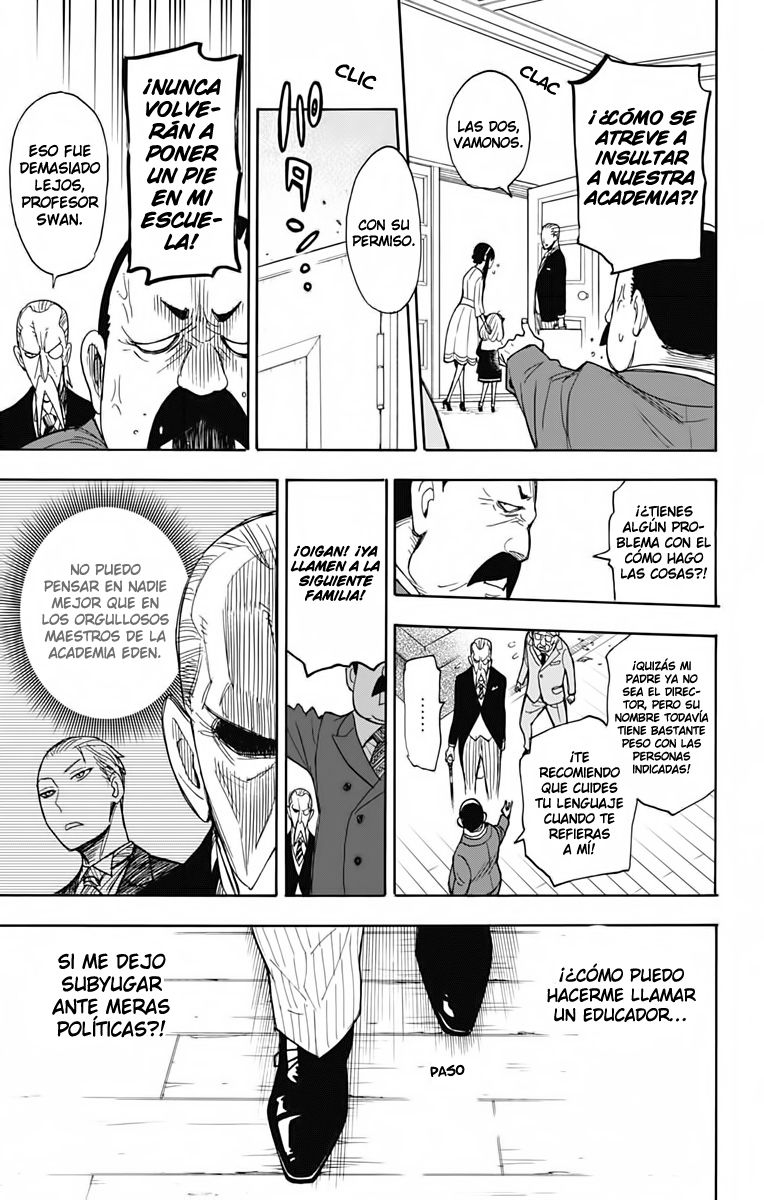 ¡¿CÓMO SE
ATREVE A
INSULTAR
A NUESTRA
ACADEMIA?!
CLAC
LAS DOS,
VAMONOS.
CLIC
パタン
CON SU
PERMISO.
¡NUNCA
VOLVE-
RÁN A
PONER
UN PIE
EN MI
ESCUE-
LA!
ESO FUE
DEMASIADO
LEJOS,
PROFESOR
SWAN.
¡¿TIENES
ALGÚN PRO-
BLEMA CON EL
CÓMO HAGO
LAS COSAS?!
¡QUIZÁS MI
PADRE YA NO
SEA EL DIREC-
TOR, PERO SU
NOMBRE TODAVÍA
TIENE BASTANTE
PESO CON LAS
PERSONAS
INDICADAS!
......
¡TE
RECOMIENDO
QUE CUIDES
TU LENGUAJE
CUANDO TE
REFIERAS
A MÍ!
¡OIGAN! ¡YA
LLAMEN A LA
SIGUIENTE
FAMILIA!
NO PUEDO
PENSAR EN NADIE
MEJOR QUE EN
LOS ORGULLOSOS
MAESTROS DE LA
ACADEMIA EDEN.
¡¿CÓMO PUEDO
HACERME LLAMAR
UN EDUCADOR...
PASO
SI ME DEJO
SUBYUGAR
ANTE MERAS
POLÍTICAS?!